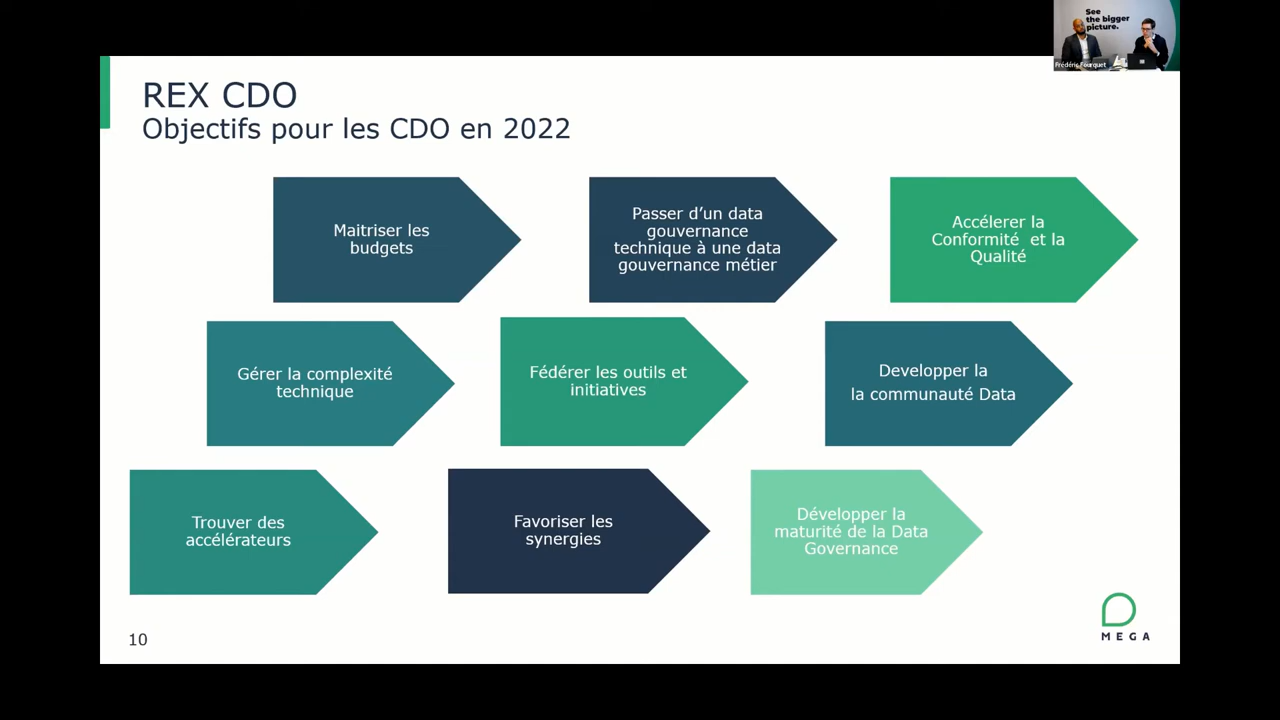 See
the bigger
picture.
Frédéric Fourquet
REX CDO
Objectifs pour les CDO en 2022
Maitriser les
budgets
Passer d’un data
gouvernance
technique à une data
gouvernance métier
Accélerer la
Conformité et la
Qualité
Gérer la complexité
technique
Fédérer les outils et
initiatives
Developper la
la communauté Data
Trouver des
accélérateurs
Favoriser les
synergies
Développer la
maturité de la Data
Governance
10
MEGA